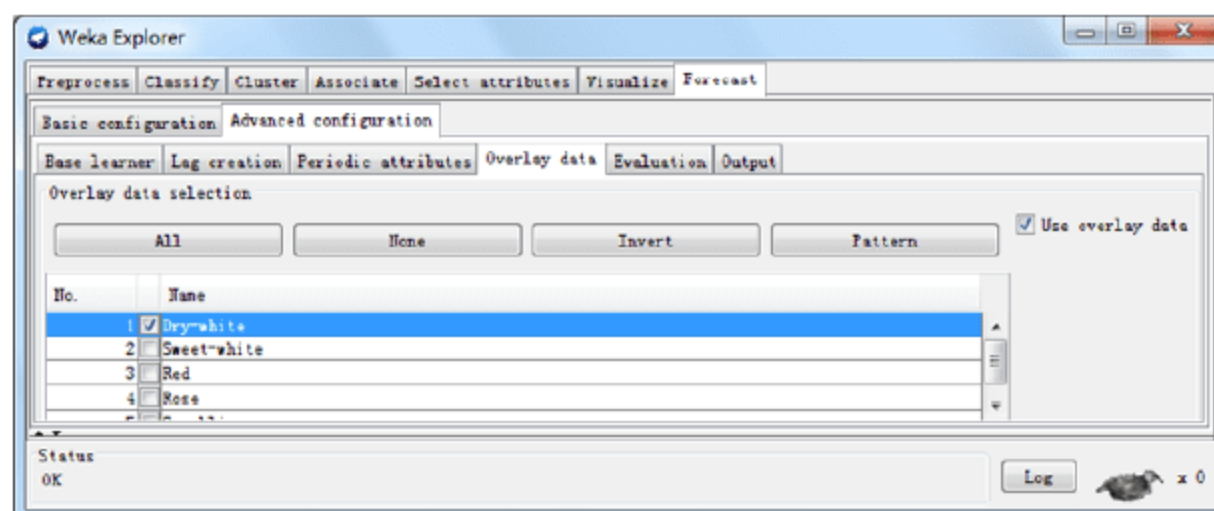 Weka Explorer
Preprocess Classify Cluster Associate Select attributes Visualize Forecast
Basic configuration Advanced configuration
Base learner Lag creation Periodic attributes Overlay data Evaluation Output
Overlay data selection
All None Invert Pattern Use overlay data
No. Name
1 Dry-white
2 Sweet-white
3 Red
4 Rose
Status
OK
Log x 0